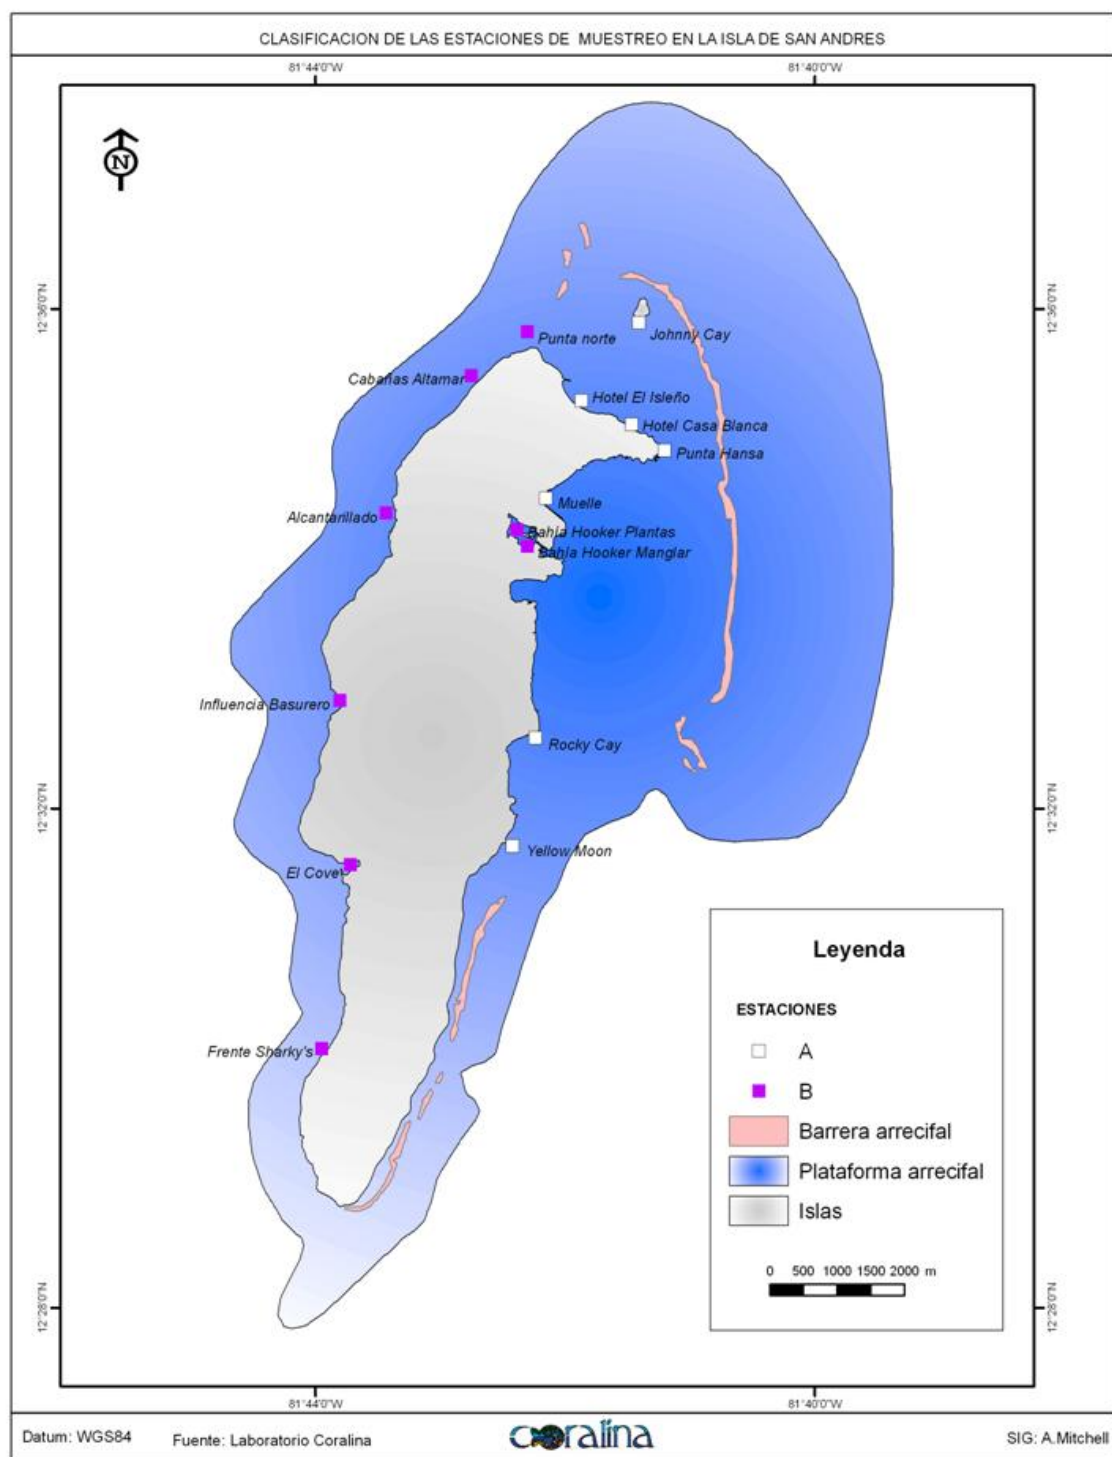 CLASIFICACION DE LAS ESTACIONES DE MUESTREO EN LA ISLA DE SAN ANDRES
81°44'0"W
81°40'0"W
N
12°36'0"N
12°36'0"N
Johnny Cay
Punta norte
Cabañas Altamar
Hotel El Isleño
Hotel Casa Blanca
Punta Hansa
Muelle
Alcantarillado
Bahía Hooker Plantas
Bahía Hooker Manglar
Influencia Basurero
Rocky Cay
12°32'0"N
12°32'0"N
Yellow Moon
El Cove
Frente Sharky's
Leyenda
ESTACIONES
A
B
Barrera arrecifal
Plataforma arrecifal
Islas
0 500 1000 1500 2000 m
12°28'0"N
12°28'0"N
81°44'0"W
81°40'0"W
Datum: WGS84
Fuente: Laboratorio Coralina
coralina
SIG: A.Mitchell